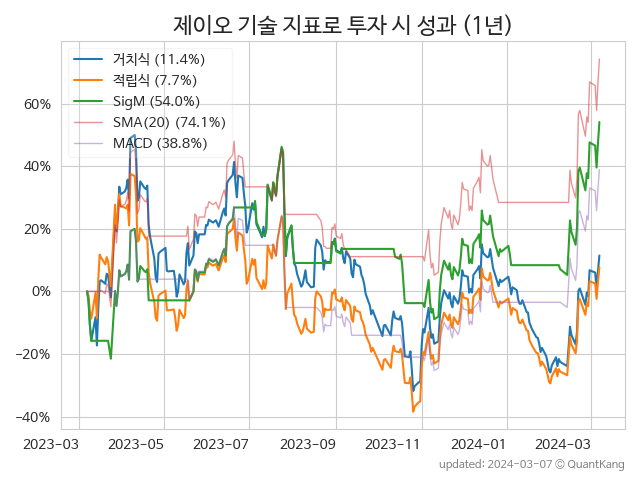 제이오 기술 지표로 투자 시 성과 (1년)
거치식 (11.4%)
적립식 (7.7%)
SigM (54.0%)
SMA(20) (74.1%)
MACD (38.8%)
60%
40%
20%
0%
−20%
−40%
2023-03 2023-05 2023-07 2023-09 2023-11 2024-01 2024-03
updated: 2024-03-07 © QuantKang